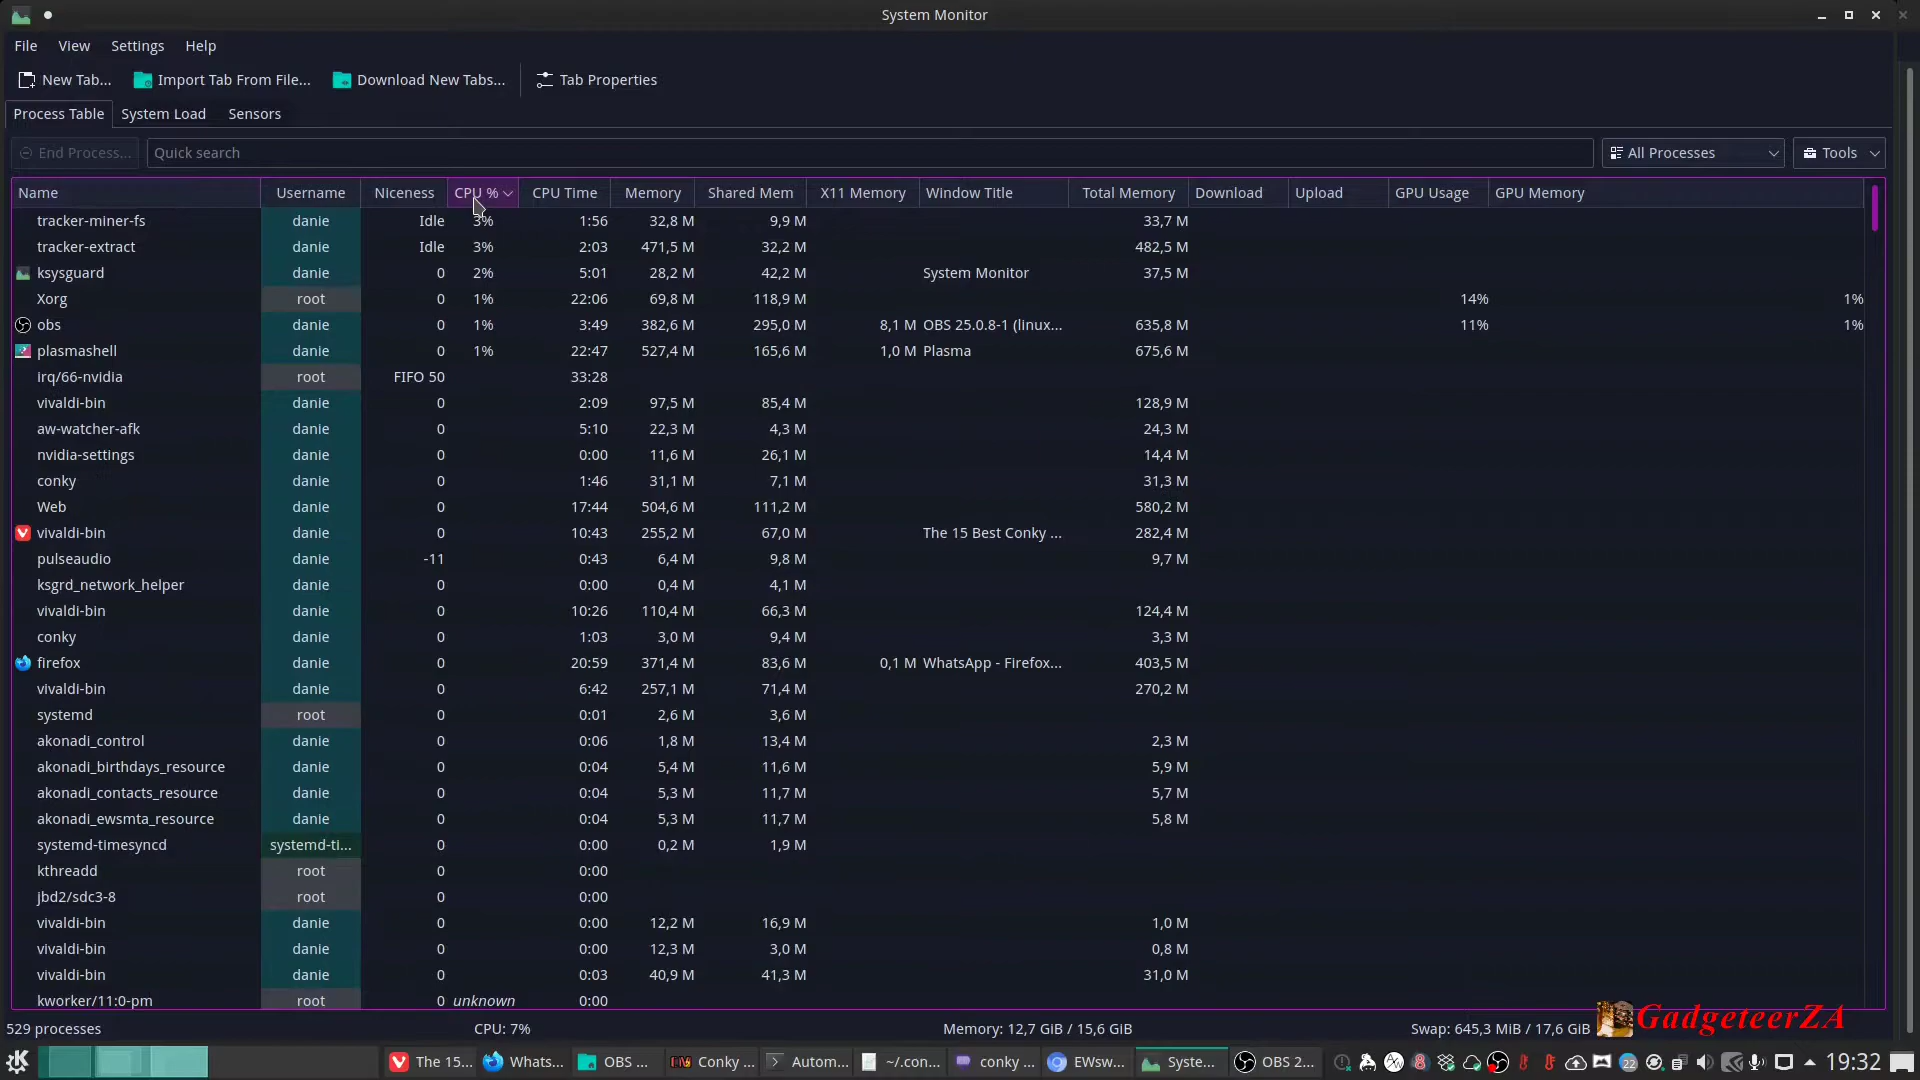 System Monitor
File View Settings Help
New Tab... Import Tab From File... Download New Tabs... Tab Properties
Process Table System Load Sensors
End Process... Quick search All Processes Tools
Name Username Niceness CPU % CPU Time Memory Shared Mem X11 Memory Window Title Total Memory Download Upload GPU Usage GPU Memory
tracker-miner-fs danie Idle 3% 1:56 32,8 M 9,9 M 33,7 M
tracker-extract danie Idle 3% 2:03 471,5 M 32,2 M 482,5 M
ksysguard danie 0 2% 5:01 28,2 M 42,2 M System Monitor 37,5 M
Xorg root 0 1% 22:06 69,8 M 118,9 M 14% 1%
obs danie 0 1% 3:49 382,6 M 295,0 M 8,1 M OBS 25.0.8-1 (linux... 635,8 M 11% 1%
plasmashell danie 0 1% 22:47 527,4 M 165,6 M 1,0 M Plasma 675,6 M
irq/66-nvidia root FIFO 50 33:28
vivaldi-bin danie 0 2:09 97,5 M 85,4 M 128,9 M
aw-watcher-afk danie 0 5:10 22,3 M 4,3 M 24,3 M
nvidia-settings danie 0 0:00 11,6 M 26,1 M 14,4 M
conky danie 0 1:46 31,1 M 7,1 M 31,3 M
Web danie 0 17:44 504,6 M 111,2 M 580,2 M
vivaldi-bin danie 0 10:43 255,2 M 67,0 M The 15 Best Conky ... 282,4 M
pulseaudio danie -11 0:43 6,4 M 9,8 M 9,7 M
ksgrd_network_helper danie 0 0:00 0,4 M 4,1 M
vivaldi-bin danie 0 10:26 110,4 M 66,3 M 124,4 M
conky danie 0 1:03 3,0 M 9,4 M 3,3 M
firefox danie 0 20:59 371,4 M 83,6 M 0,1 M WhatsApp - Firefox... 403,5 M
vivaldi-bin danie 0 6:42 257,1 M 71,4 M 270,2 M
systemd root 0 0:01 2,6 M 3,6 M
akonadi_control danie 0 0:06 1,8 M 13,4 M 2,3 M
akonadi_birthdays_resource danie 0 0:04 5,4 M 11,6 M 5,9 M
akonadi_contacts_resource danie 0 0:04 5,3 M 11,7 M 5,7 M
akonadi_ewsmta_resource danie 0 0:04 5,3 M 11,7 M 5,8 M
systemd-timesyncd systemd-ti... 0 0:00 0,2 M 1,9 M
kthreadd root 0 0:00
jbd2/sdc3-8 root 0 0:00
vivaldi-bin danie 0 0:00 12,2 M 16,9 M 1,0 M
vivaldi-bin danie 0 0:00 12,3 M 3,0 M 0,8 M
vivaldi-bin danie 0 0:03 40,9 M 41,3 M 31,0 M
kworker/11:0-pm root 0 unknown 0:00
529 processes CPU: 7% Memory: 12,7 GiB / 15,6 GiB Swap: 645,3 MiB / 17,6 GiB GadgeteerZA
The 15... Whats... OBS ... Conky ... Autom... ~/.con... conky ... EWsw... Syste... OBS 2... 22 19:32